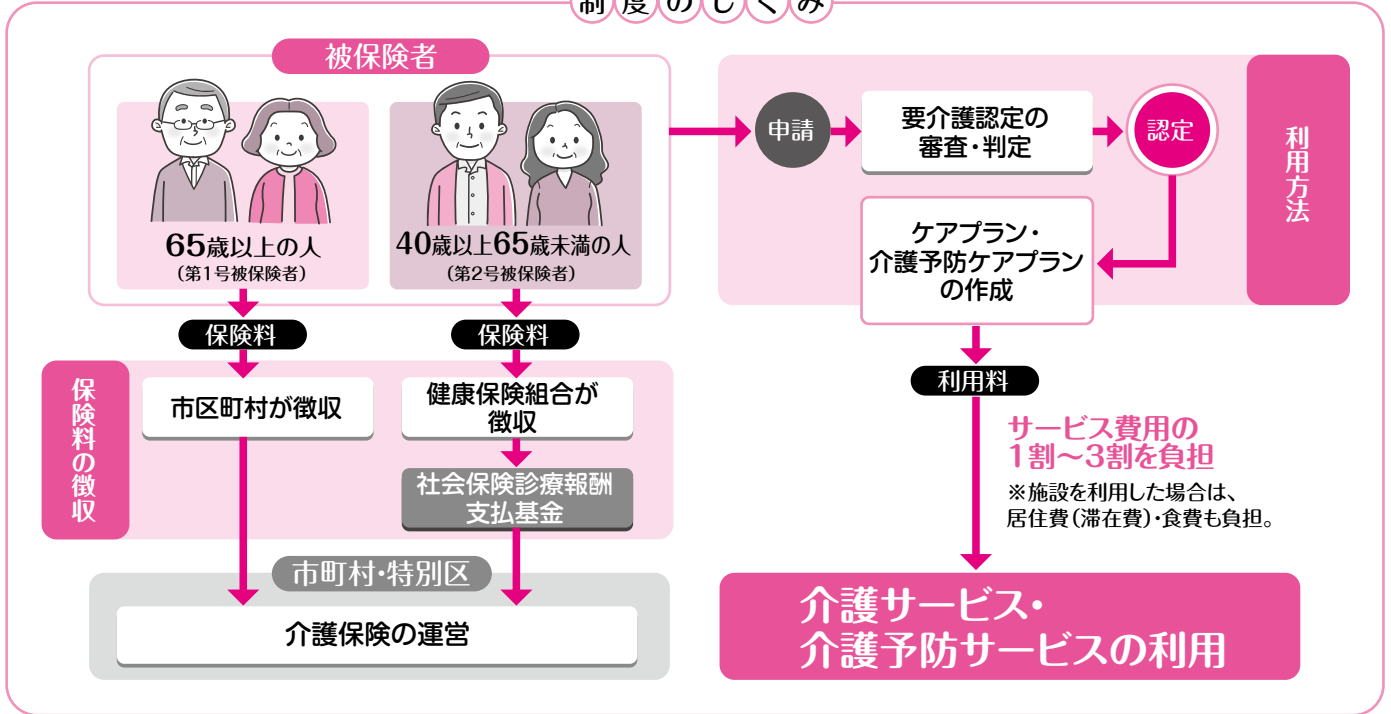 制度のしくみ
被保険者
65歳以上の人
(第1号被保険者)
40歳以上65歳未満の人
(第2号被保険者)
保険料
保険料
保険料の徴収
市区町村が徴収
健康保険組合が
徴収
社会保険診療報酬
支払基金
市町村・特別区
介護保険の運営
申請
要介護認定の
審査・判定
認定
利用方法
ケアプラン・
介護予防ケアプラン
の作成
利用料
サービス費用の
1割～3割を負担
※施設を利用した場合は、
居住費(滞在費)・食費も負担。
介護サービス・
介護予防サービスの利用